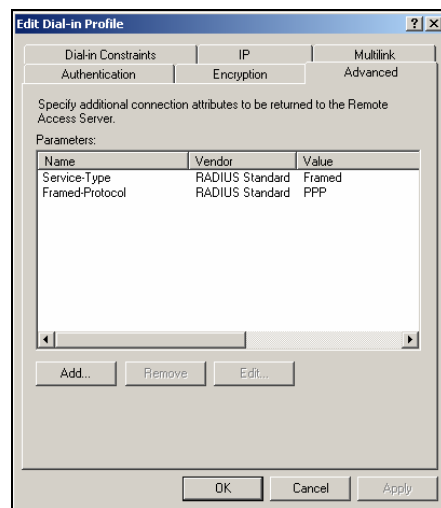 Edit Dial-in Profile
Dial-in Constraints IP Multilink
Authentication Encryption Advanced
Specify additional connection attributes to be returned to the Remote
Access Server.
Parameters:
Name Vendor Value
Service-Type RADIUS Standard Framed
Framed-Protocol RADIUS Standard PPP
Add... Remove Edit...
OK Cancel Apply